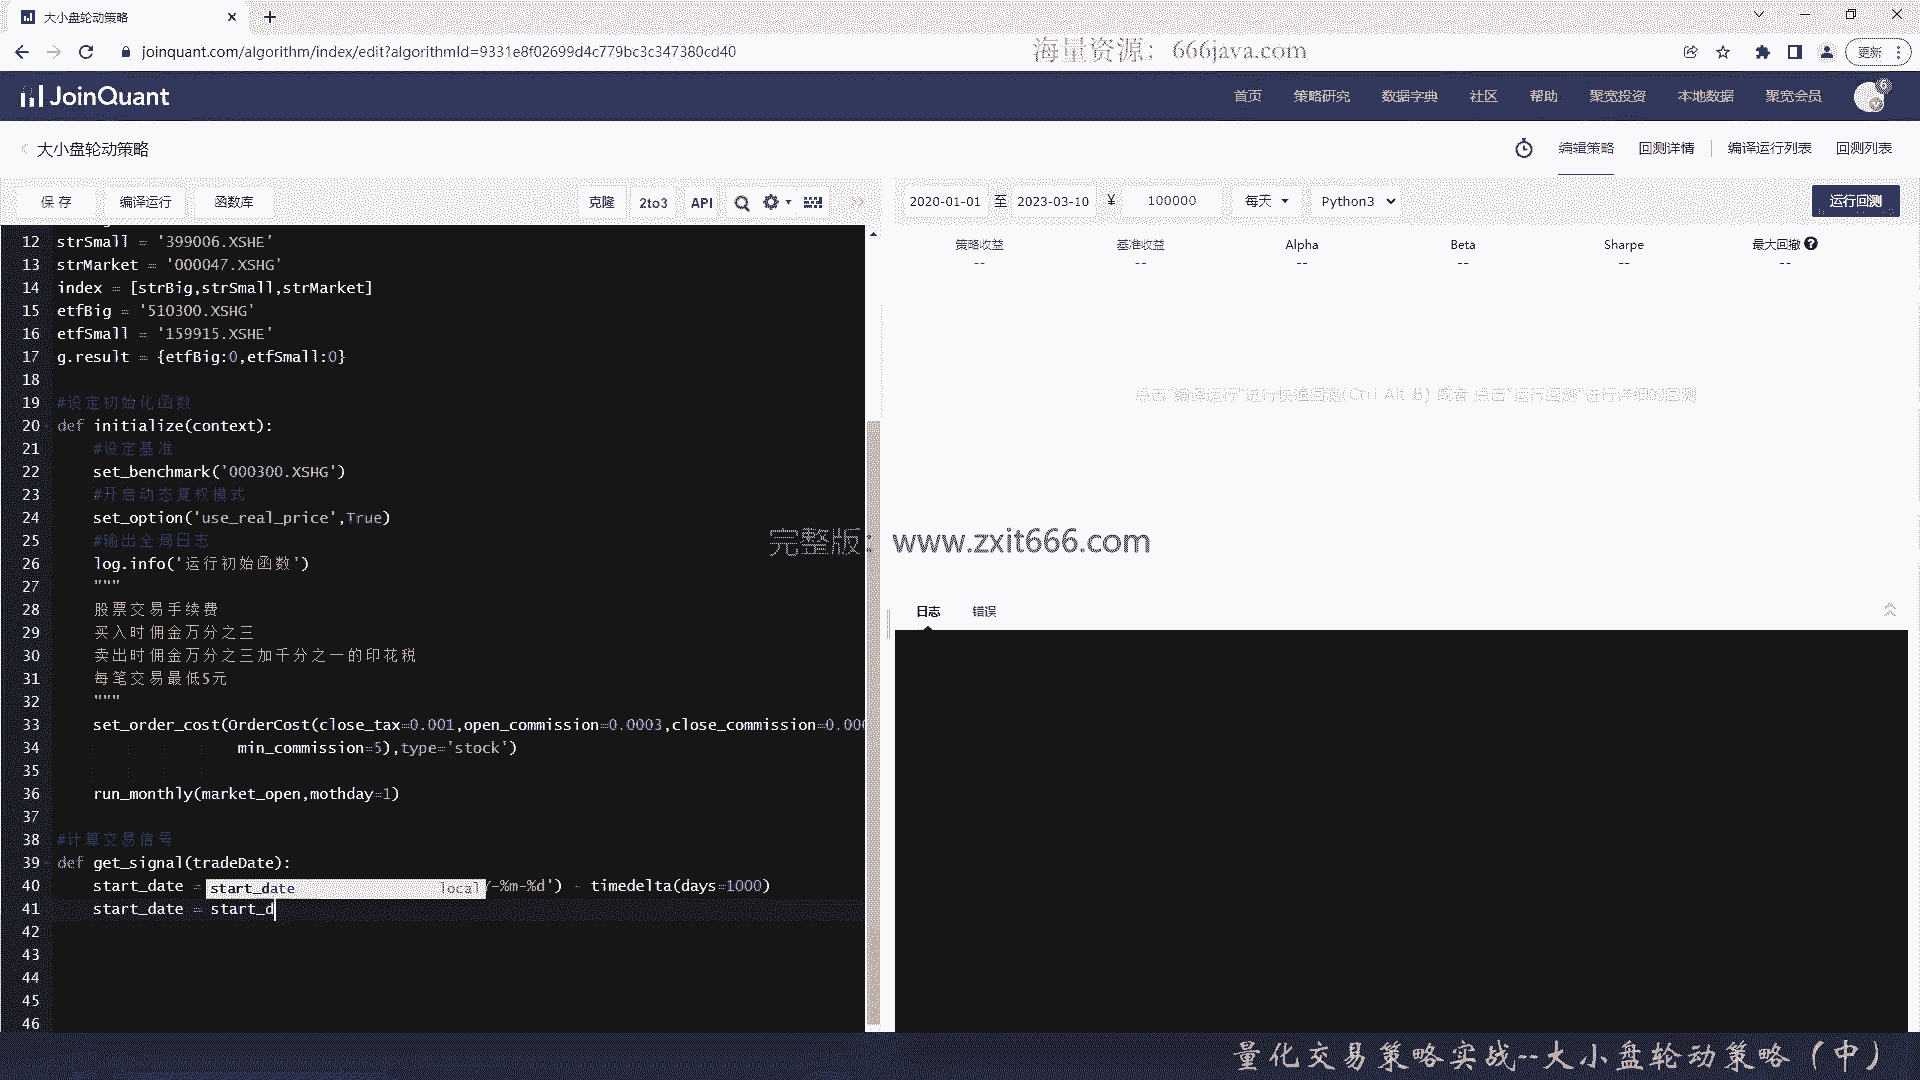 大小盘轮动策略
joinquant.com/algorithm/index/edit?algorithmId=9331e8f02699d4c779bc3c347380cd40
海量资源：666java.com
更新
JoinQuant
首页 策略研究 数据字典 社区 帮助 聚宽投资 本地数据 聚宽会员
6
大小盘轮动策略
编辑策略 回测详情 编译运行列表 回测列表
保存 编译运行 函数库 克隆 2to3 API
2020-01-01 至 2023-03-10 ¥ 100000 每天 Python3 运行回测
策略收益 基准收益 Alpha Beta Sharpe 最大回撤
-- -- -- -- -- --
点击"编译运行"进行快速回测(Ctrl Alt B) 或者 点击"运行回测"进行详细的回测
12 strSmall = '399006.XSHE'
13 strMarket = '000047.XSHG'
14 index = [strBig,strSmall,strMarket]
15 etfBig = '510300.XSHG'
16 etfSmall = '159915.XSHE'
17 g.result = {etfBig:0,etfSmall:0}
18
19 #设定初始化函数
20 def initialize(context):
21 #设定基准
22 set_benchmark('000300.XSHG')
23 #开启动态复权模式
24 set_option('use_real_price',True)
25 #输出全局日志
26 log.info('运行初始函数')
27 """
28 股票交易手续费
29 买入时佣金万分之三
30 卖出时佣金万分之三加千分之一的印花税
31 每笔交易最低5元
32 """
33 set_order_cost(OrderCost(close_tax=0.001,open_commission=0.0003,close_commission=0.000
34 min_commission=5),type='stock')
35
36 run_monthly(market_open,mothday=1)
37
38 #计算交易信号
39 def get_signal(tradeDate):
40 start_date = -%m-%d') - timedelta(days=1000)
start_date local
41 start_date = start_d
42
43
44
45
46
完整版：www.zxit666.com
日志 错误
量化交易策略实战--大小盘轮动策略（中）